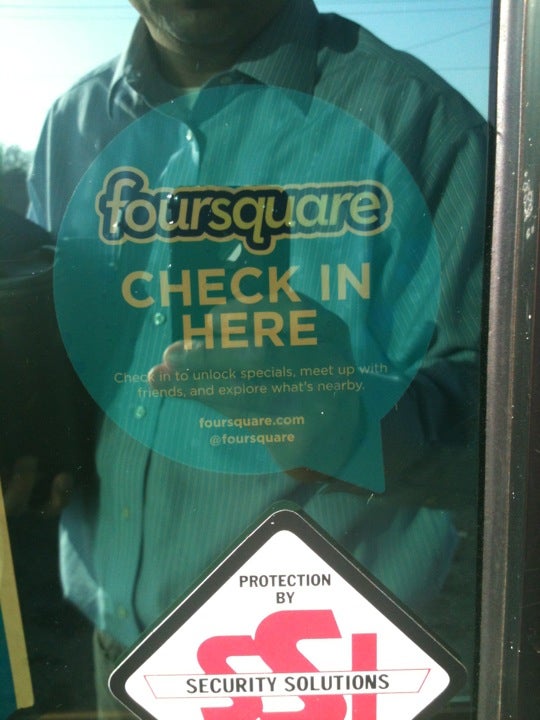 foursquare
CHECK IN
HERE
Check in to unlock specials, meet up with
friends, and explore what's nearby.
foursquare.com
@foursquare
PROTECTION
BY
SSI
SECURITY SOLUTIONS